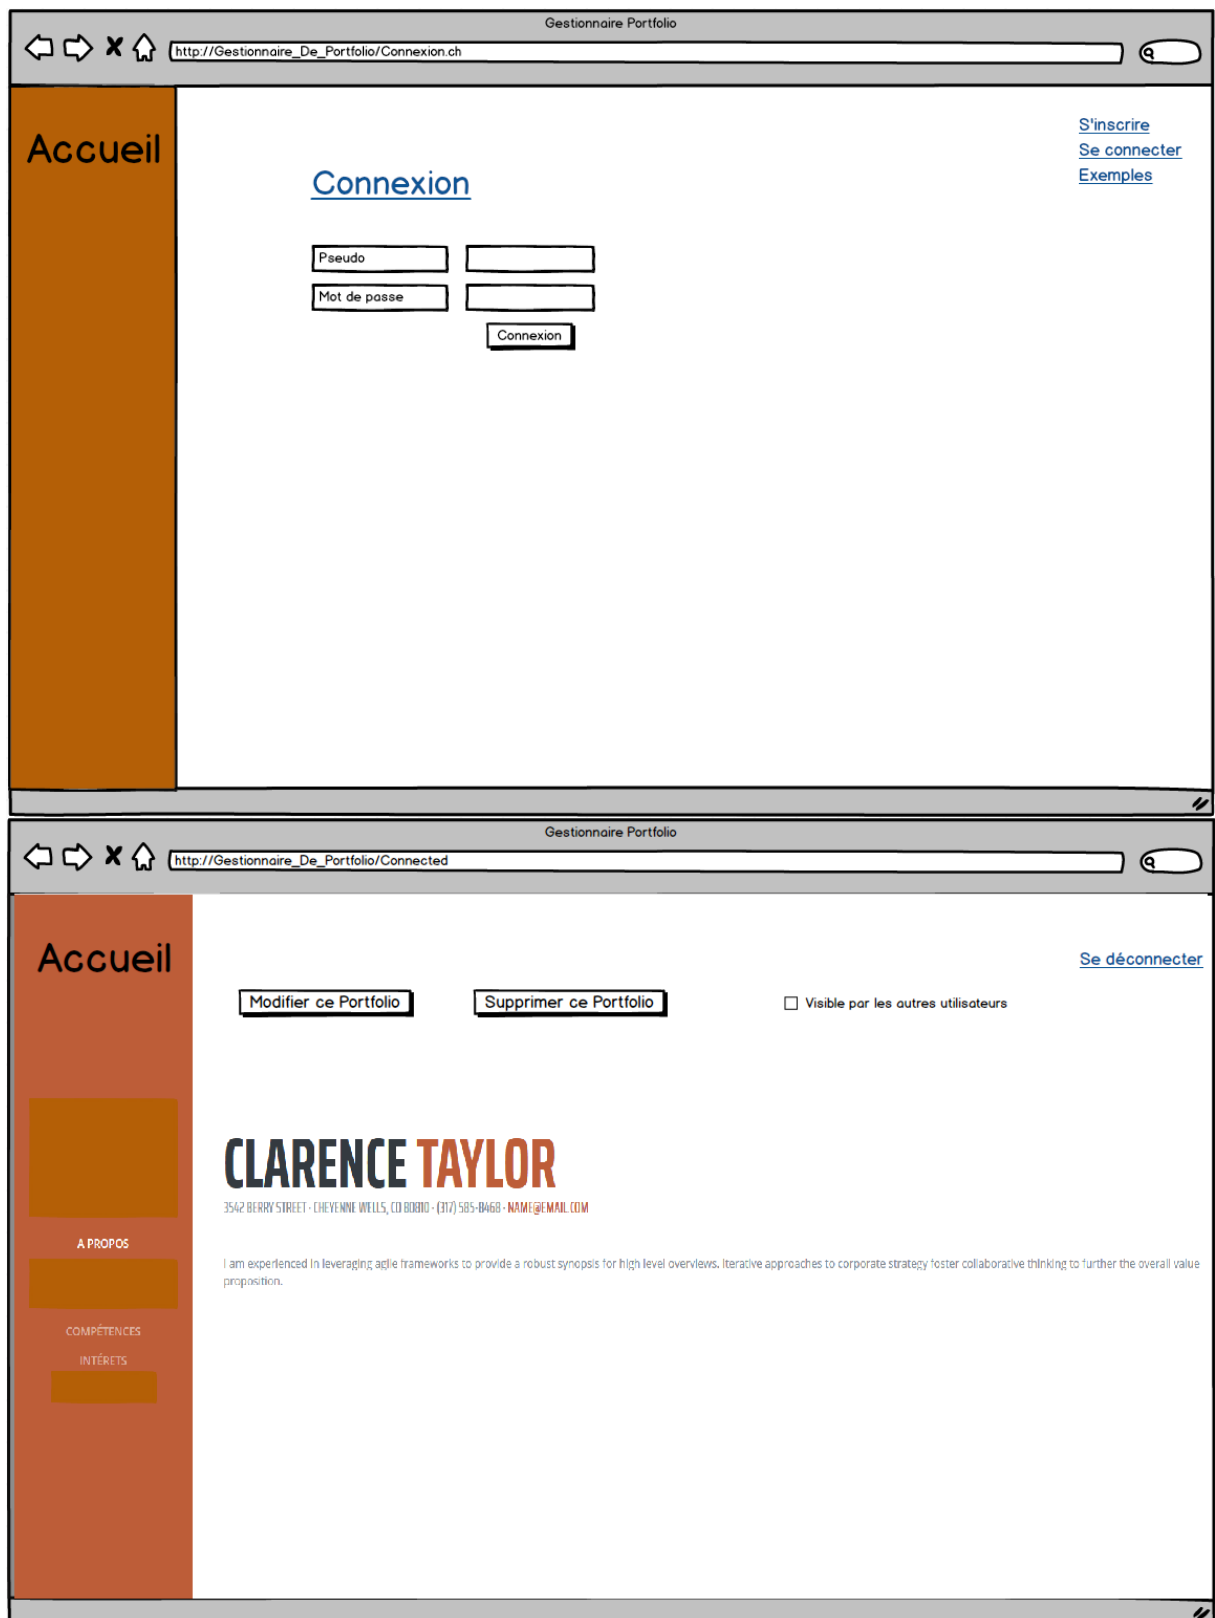 Gestionnaire Portfolio
http://Gestionnaire_De_Portfolio/Connexion.ch
Accueil
S'inscrire
Se connecter
Exemples
Connexion
Pseudo
Mot de passe
Connexion
Gestionnaire Portfolio
http://Gestionnaire_De_Portfolio/Connected
Accueil
Se déconnecter
Modifier ce Portfolio
Supprimer ce Portfolio
Visible par les autres utilisateurs
CLARENCE TAYLOR
3542 BERRY STREET · CHEYENNE WELLS, CO 80810 · (317) 585-8468 · NAME@EMAIL.COM
A PROPOS
I am experienced in leveraging agile frameworks to provide a robust synopsis for high level overviews. Iterative approaches to corporate strategy foster collaborative thinking to further the overall value
proposition.
COMPÉTENCES
INTÉRETS